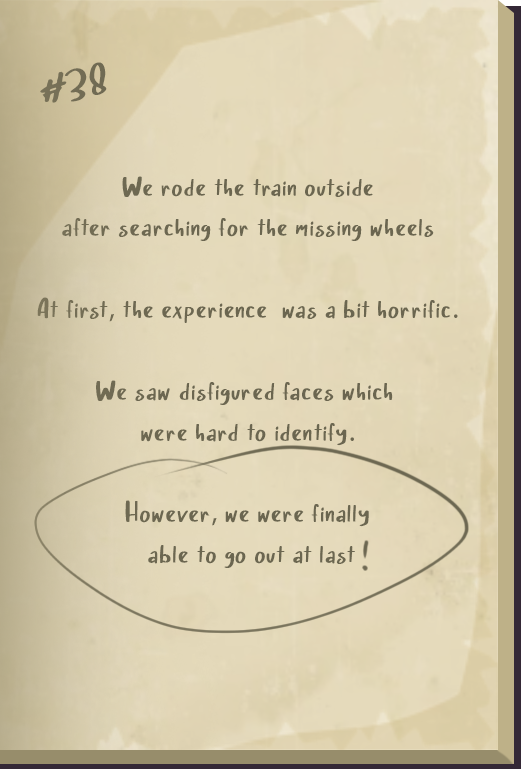 #38
We rode the train outside
after searching for the missing wheels
At first, the experience was a bit horrific.
We saw disfigured faces which
were hard to identify.
However, we were finally
able to go out at last!